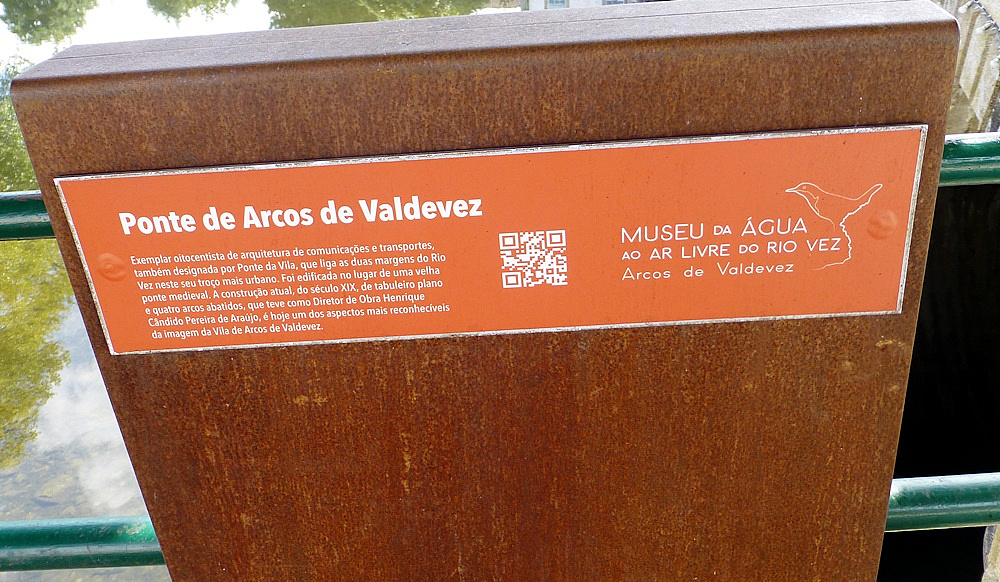 Ponte de Arcos de Valdevez
Exemplar oitocentista de arquitetura de comunicações e transportes,
também designada por Ponte da Vila, que liga as duas margens do Rio
Vez neste seu troço mais urbano. Foi edificada no lugar de uma velha
ponte medieval. A construção atual, do século XIX, de tabuleiro plano
e quatro arcos abatidos, que teve como Diretor de Obra Henrique
Cândido Pereira de Araújo, é hoje um dos aspectos mais reconhecíveis
da imagem da Vila de Arcos de Valdevez.
MUSEU DA ÁGUA
AO AR LIVRE DO RIO VEZ
Arcos de Valdevez